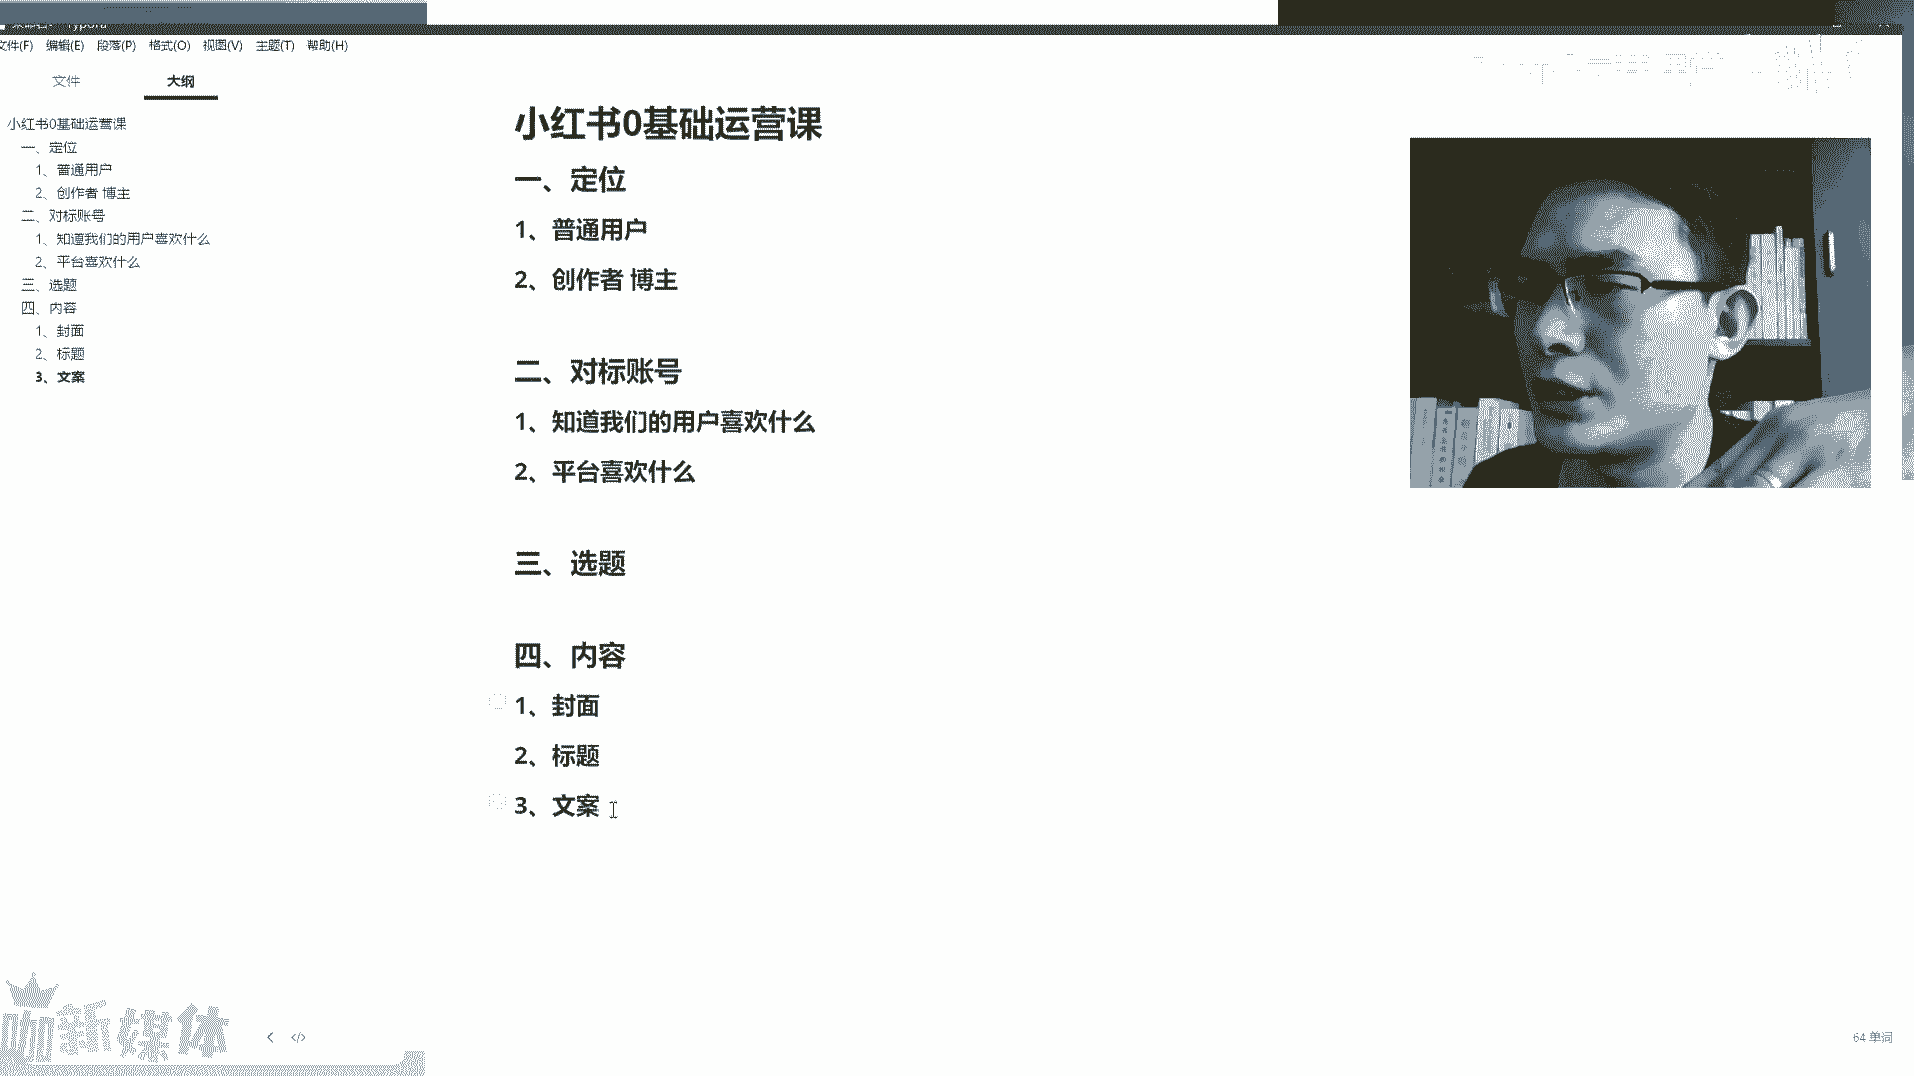 文件(F) 编辑(E) 段落(P) 格式(O) 视图(V) 主题(T) 帮助(H)
文件 大纲
小红书0基础运营课
一、定位
1、普通用户
2、创作者 博主
二、对标账号
1、知道我们的用户喜欢什么
2、平台喜欢什么
三、选题
四、内容
1、封面
2、标题
3、文案
小红书0基础运营课
一、定位
1、普通用户
2、创作者 博主
二、对标账号
1、知道我们的用户喜欢什么
2、平台喜欢什么
三、选题
四、内容
1、封面
2、标题
3、文案
咖新媒体
64 单词